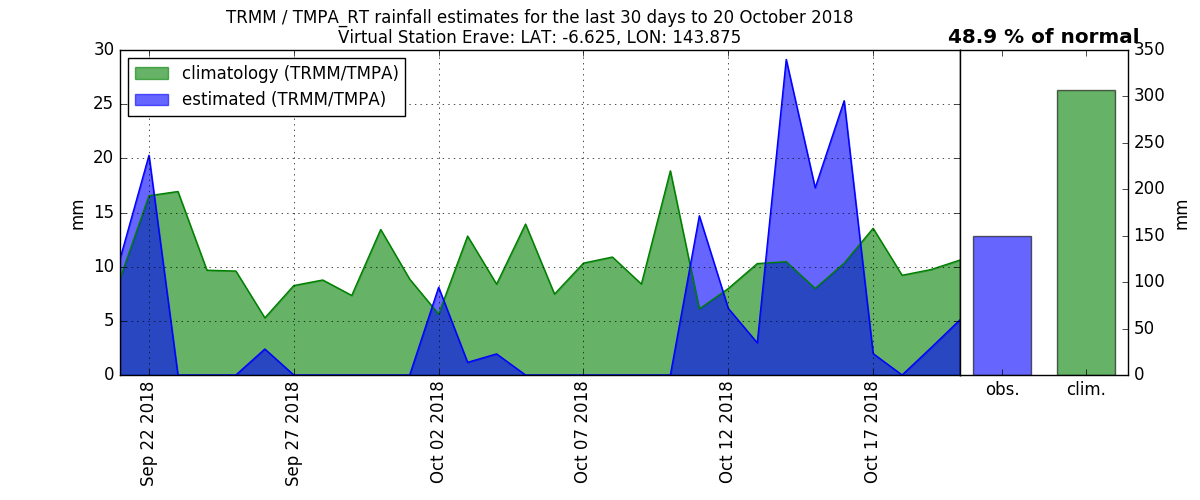 TRMM / TMPA_RT rainfall estimates for the last 30 days to 20 October 2018
Virtual Station Erave: LAT: -6.625, LON: 143.875
48.9 % of normal
climatology (TRMM/TMPA)
estimated (TRMM/TMPA)
mm
30
25
20
15
10
5
0
Sep 22 2018
Sep 27 2018
Oct 02 2018
Oct 07 2018
Oct 12 2018
Oct 17 2018
obs.
clim.
350
300
250
200
150
100
50
0
mm